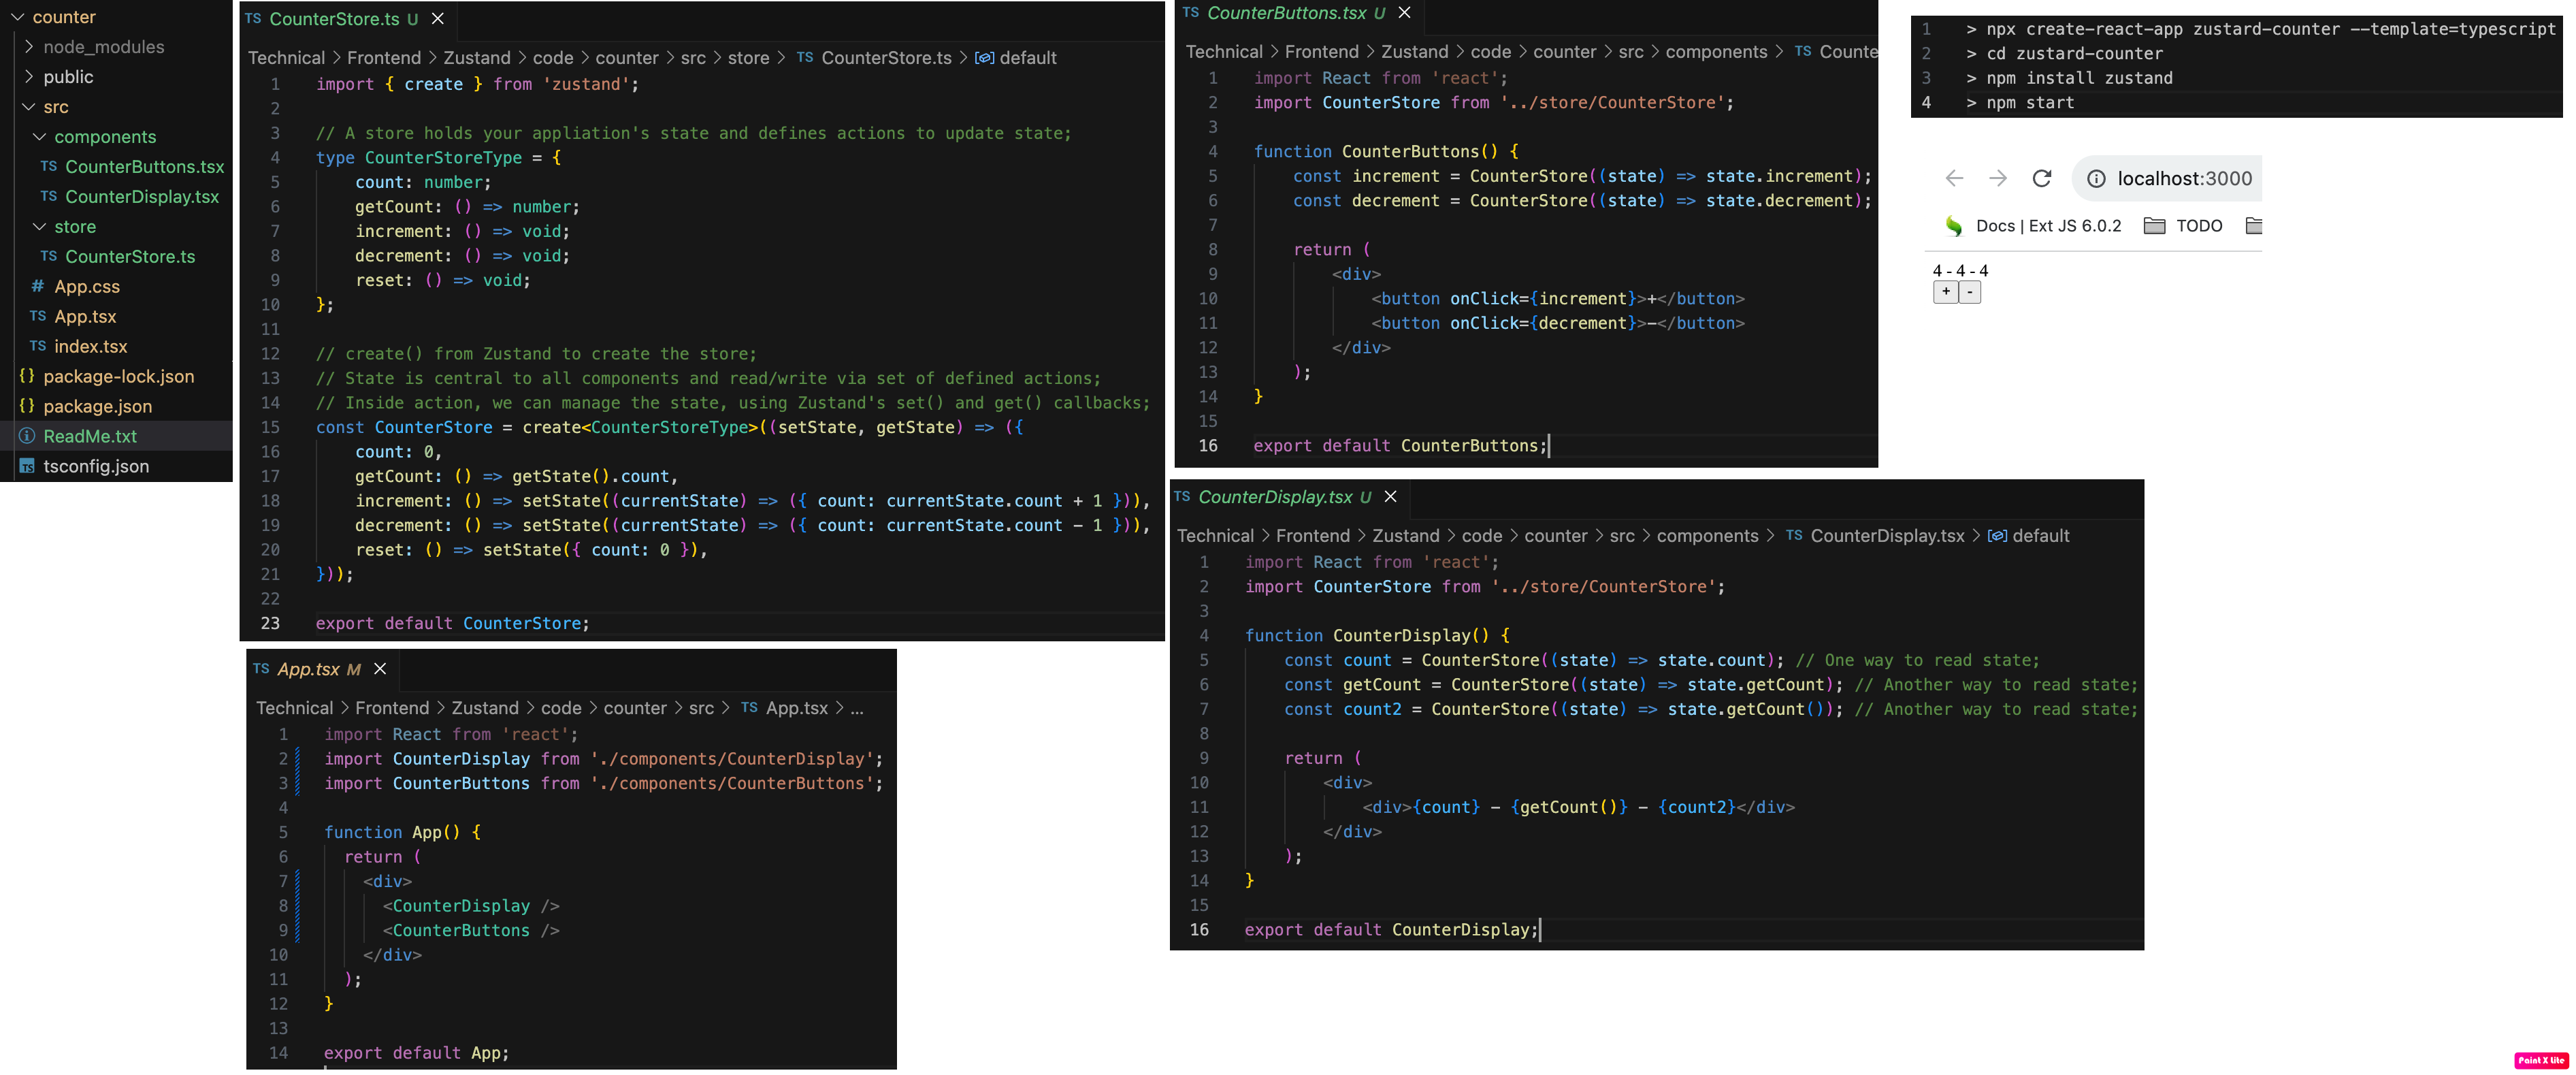 counter
node_modules
public
src
components
TS CounterButtons.tsx
TS CounterDisplay.tsx
store
TS CounterStore.ts
# App.css
TS App.tsx
TS index.tsx
{} package-lock.json
{} package.json
ReadMe.txt
TS tsconfig.json
TS CounterStore.ts U ×
Technical > Frontend > Zustand > code > counter > src > store > TS CounterStore.ts > default
1 import { create } from 'zustand';
2
3 // A store holds your appliation's state and defines actions to update state;
4 type CounterStoreType = {
5 count: number;
6 getCount: () => number;
7 increment: () => void;
8 decrement: () => void;
9 reset: () => void;
10 };
11
12 // create() from Zustand to create the store;
13 // State is central to all components and read/write via set of defined actions;
14 // Inside action, we can manage the state, using Zustand's set() and get() callbacks;
15 const CounterStore = create<CounterStoreType>((setState, getState) => ({
16 count: 0,
17 getCount: () => getState().count,
18 increment: () => setState((currentState) => ({ count: currentState.count + 1 })),
19 decrement: () => setState((currentState) => ({ count: currentState.count - 1 })),
20 reset: () => setState({ count: 0 }),
21 }));
22
23 export default CounterStore;
TS App.tsx M ×
Technical > Frontend > Zustand > code > counter > src > TS App.tsx > ...
1 import React from 'react';
2 import CounterDisplay from './components/CounterDisplay';
3 import CounterButtons from './components/CounterButtons';
4
5 function App() {
6 return (
7 <div>
8 <CounterDisplay />
9 <CounterButtons />
10 </div>
11 );
12 }
13
14 export default App;
TS CounterButtons.tsx U ×
Technical > Frontend > Zustand > code > counter > src > components > TS Counte
1 import React from 'react';
2 import CounterStore from '../store/CounterStore';
3
4 function CounterButtons() {
5 const increment = CounterStore((state) => state.increment);
6 const decrement = CounterStore((state) => state.decrement);
7
8 return (
9 <div>
10 <button onClick={increment}>+</button>
11 <button onClick={decrement}>-</button>
12 </div>
13 );
14 }
15
16 export default CounterButtons;
TS CounterDisplay.tsx U ×
Technical > Frontend > Zustand > code > counter > src > components > TS CounterDisplay.tsx > default
1 import React from 'react';
2 import CounterStore from '../store/CounterStore';
3
4 function CounterDisplay() {
5 const count = CounterStore((state) => state.count); // One way to read state;
6 const getCount = CounterStore((state) => state.getCount); // Another way to read state;
7 const count2 = CounterStore((state) => state.getCount()); // Another way to read state;
8
9 return (
10 <div>
11 <div>{count} - {getCount()} - {count2}</div>
12 </div>
13 );
14 }
15
16 export default CounterDisplay;
1 > npx create-react-app zustard-counter --template=typescript
2 > cd zustard-counter
3 > npm install zustand
4 > npm start
localhost:3000
Docs | Ext JS 6.0.2 TODO
4 - 4 - 4
+ -
Paint X Lite